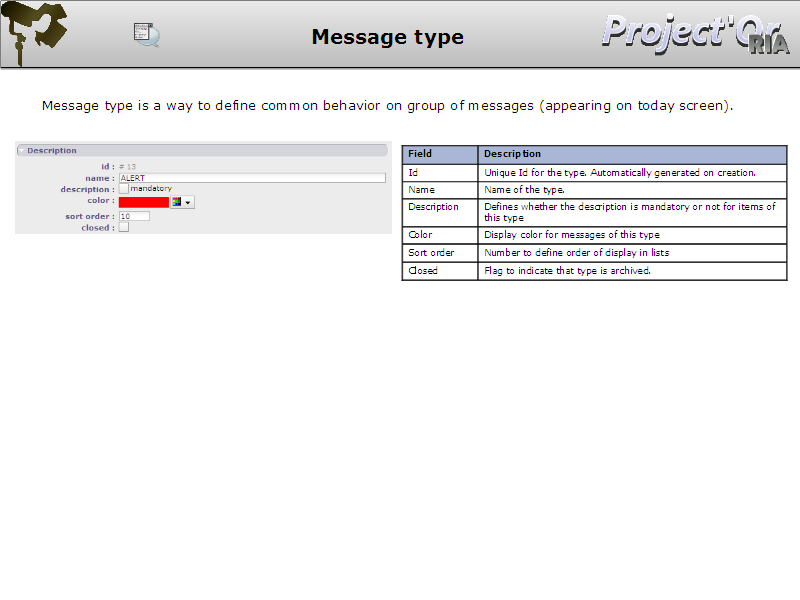 Message type
Project'Or
RIA
Message type is a way to define common behavior on group of messages (appearing on today screen).
Description
id : # 13
name : ALERT
description : mandatory
color :
sort order : 10
closed :
Field Description
Id Unique Id for the type. Automatically generated on creation.
Name Name of the type.
Description Defines whether the description is mandatory or not for items of
this type
Color Display color for messages of this type
Sort order Number to define order of display in lists
Closed Flag to indicate that type is archived.